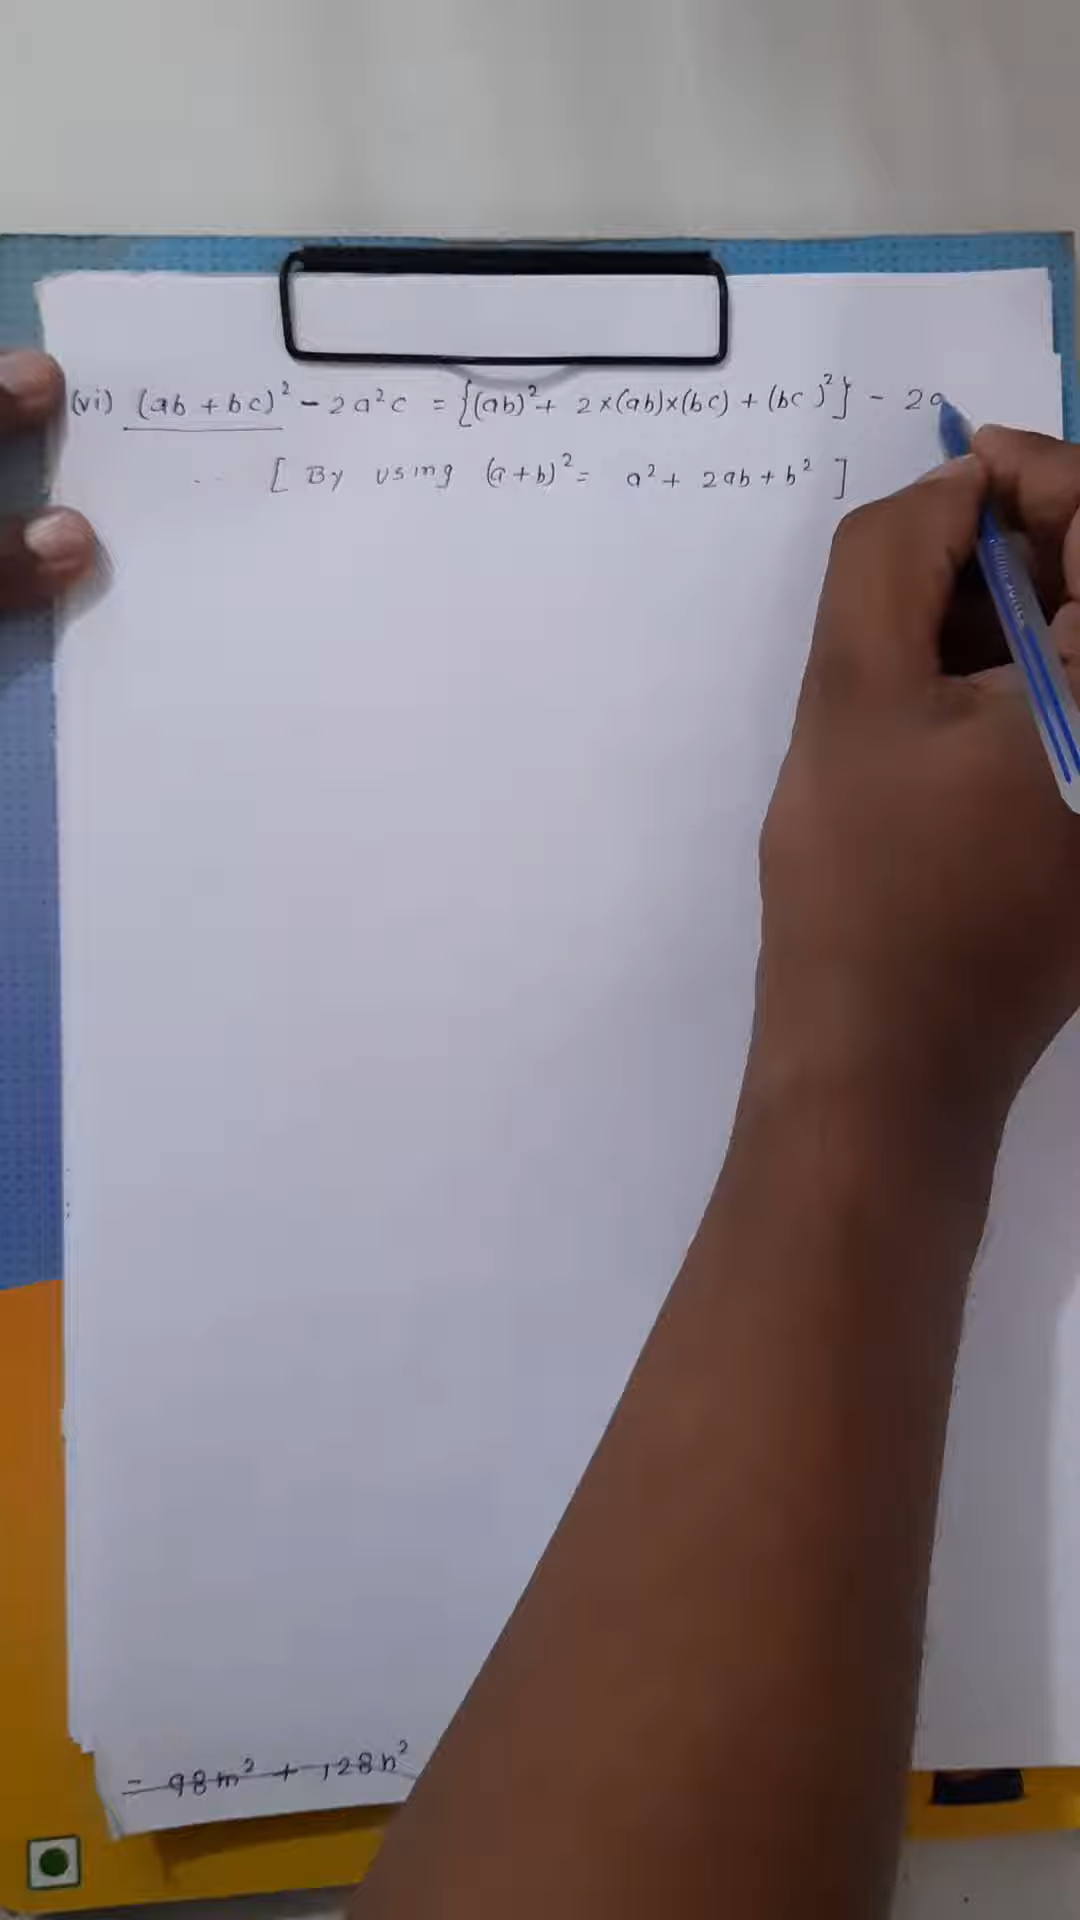 (vi) (ab + bc)² - 2a²c = {(ab)² + 2×(ab)×(bc) + (bc)²} - 2a
[ By using (a+b)² = a² + 2ab + b² ]
= 98m² + 128n²